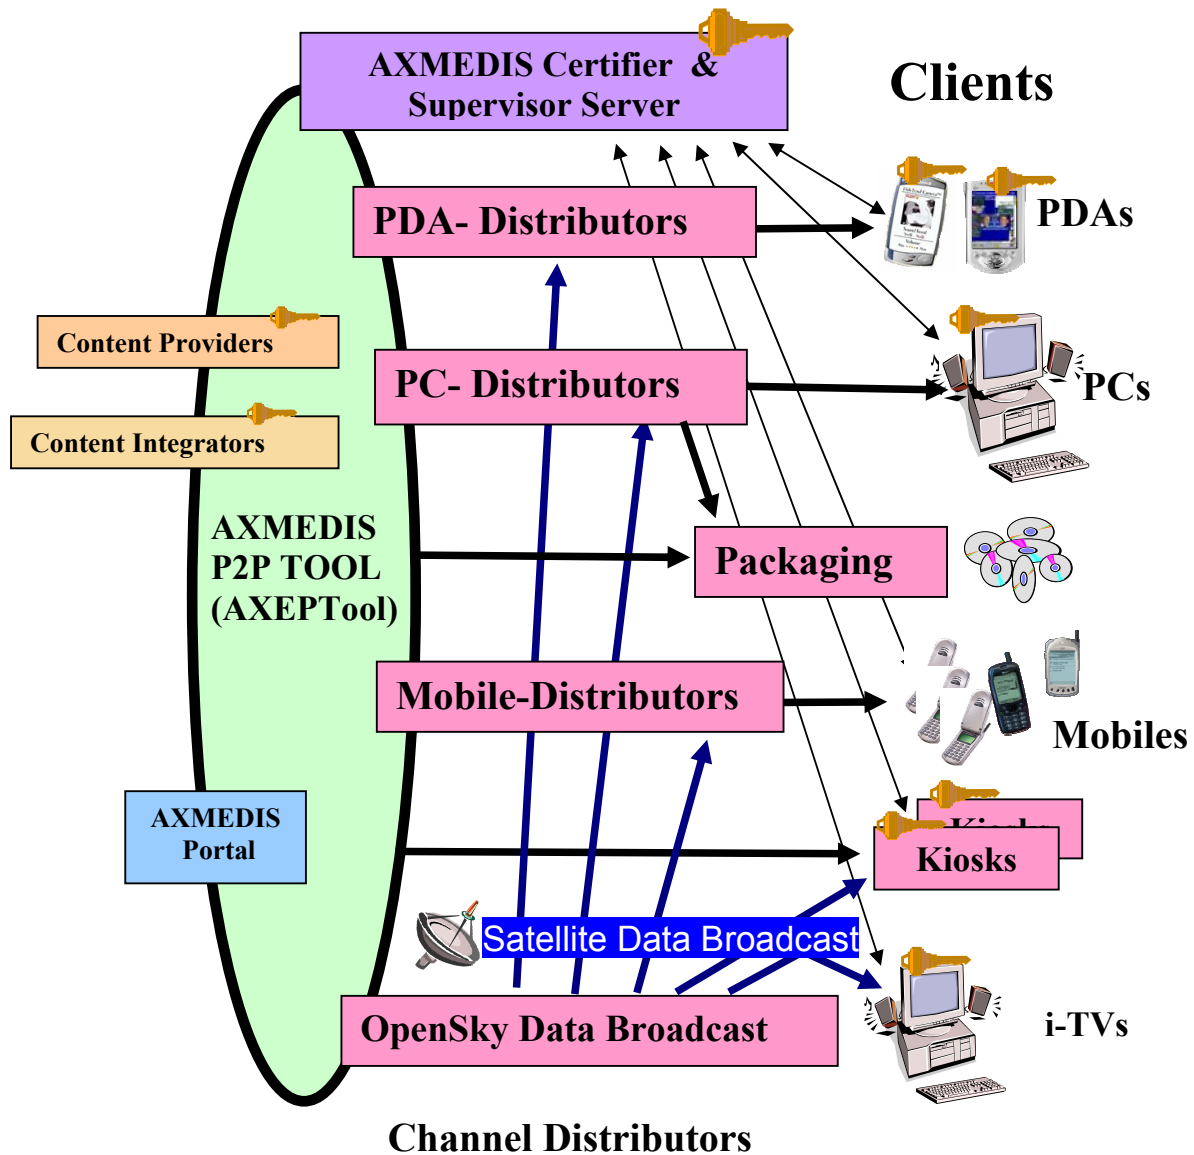 AXMEDIS Certifier &
Supervisor Server
Clients
PDA- Distributors
PDAs
Content Providers
PC- Distributors
PCs
Content Integrators
AXMEDIS
P2P TOOL
(AXEPTool)
Packaging
Mobile-Distributors
Mobiles
AXMEDIS
Portal
Kiosks
Kiosks
Satellite Data Broadcast
OpenSky Data Broadcast
i-TVs
Channel Distributors